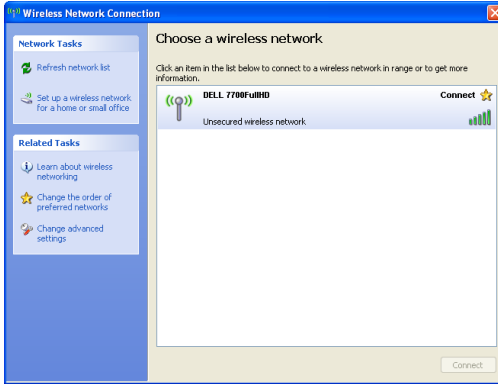 Wireless Network Connection
Network Tasks
Refresh network list
Set up a wireless network
for a home or small office
Related Tasks
Learn about wireless
networking
Change the order of
preferred networks
Change advanced
settings
Choose a wireless network
Click an item in the list below to connect to a wireless network in range or to get more
information.
DELL 7700FullHD
Connect
Unsecured wireless network
Connect